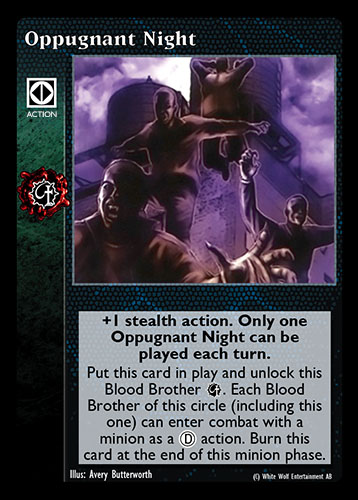 Oppugnant Night
ACTION
+1 stealth action. Only one
Oppugnant Night can be
played each turn.
Put this card in play and unlock this
Blood Brother . Each Blood
Brother of this circle (including this
one) can enter combat with a
minion as a Ⓓ action. Burn this
card at the end of this minion phase.
Illus: Avery Butterworth
(C) White Wolf Entertainment AB